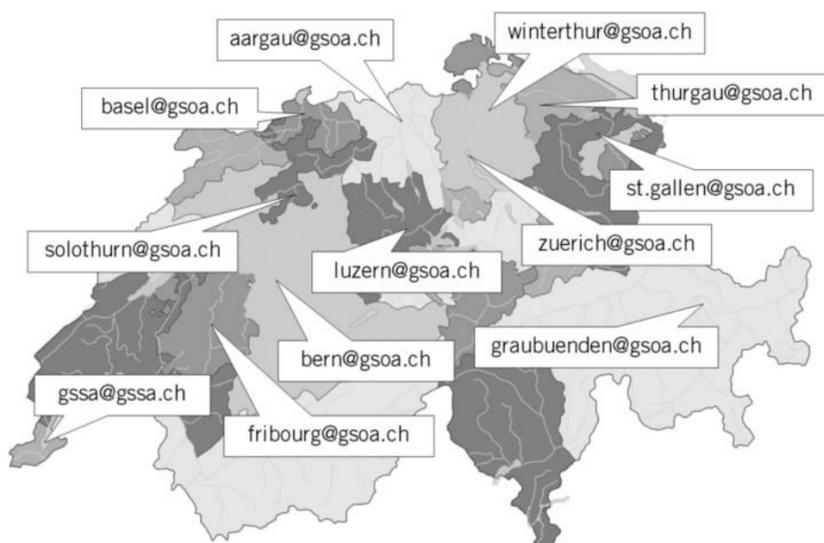 aargau@gsoa.ch
winterthur@gsoa.ch
basel@gsoa.ch
thurgau@gsoa.ch
st.gallen@gsoa.ch
solothurn@gsoa.ch
luzern@gsoa.ch
zuerich@gsoa.ch
bern@gsoa.ch
graubuenden@gsoa.ch
gssa@gssa.ch
fribourg@gsoa.ch